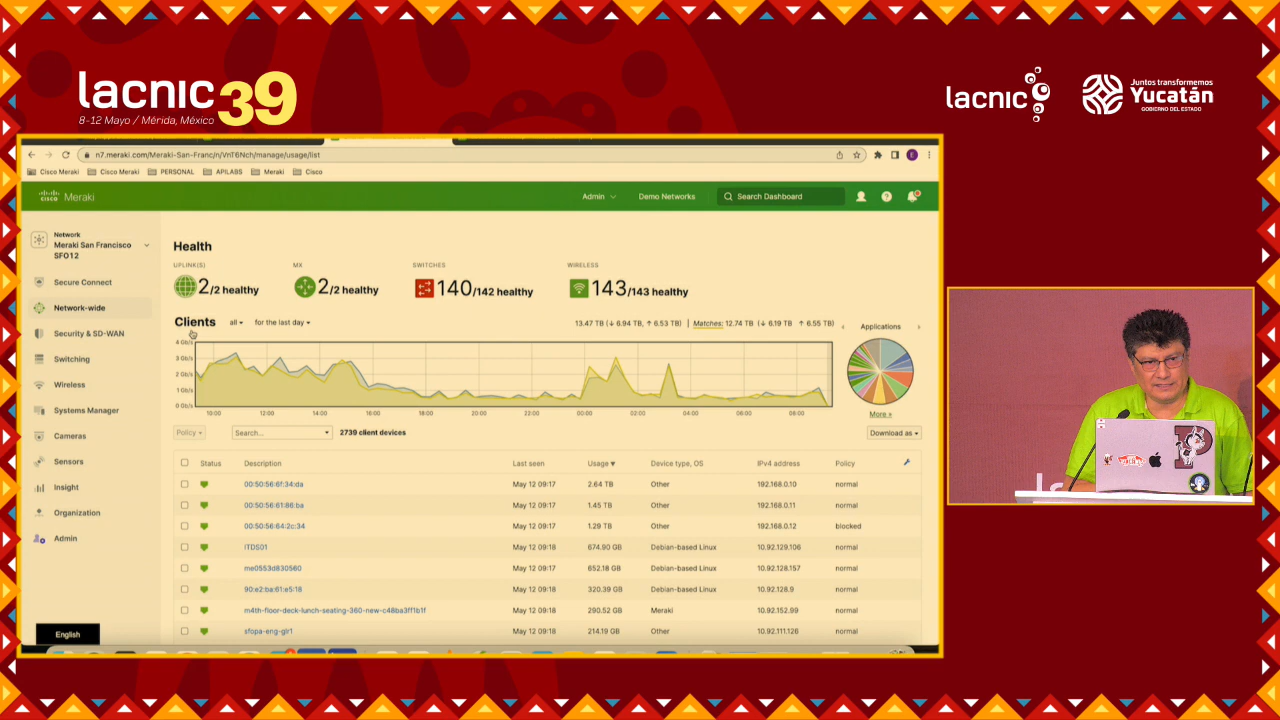 lacnic 39
8-12 Mayo / Mérida, México
lacnic
Juntos transformemos
Yucatán
GOBIERNO DEL ESTADO
n7.meraki.com/Meraki-San-Franc/n/VnT6Nch/manage/usage/list
Cisco Meraki Cisco Meraki PERSONAL APILABS Meraki Cisco
CISCO Meraki Admin Demo Networks Search Dashboard
Network
Meraki San Francisco
SFO12
Secure Connect
Network-wide
Security & SD-WAN
Switching
Wireless
Systems Manager
Cameras
Sensors
Insight
Organization
Admin
English
Health
UPLINK(S) MX SWITCHES WIRELESS
2/2 healthy 2/2 healthy 140/142 healthy 143/143 healthy
Clients all for the last day 13.47 TB (↓ 6.94 TB, ↑ 6.53 TB) | Matches: 12.74 TB (↓ 6.19 TB ↑ 6.55 TB) Applications
4 Gb/s
3 Gb/s
2 Gb/s
1 Gb/s
0 Gb/s
10:00 12:00 14:00 16:00 18:00 20:00 22:00 00:00 02:00 04:00 06:00 08:00
More »
Policy Search... 2739 client devices Download as
Status Description Last seen Usage ▼ Device type, OS IPv4 address Policy
00:50:56:6f:34:da May 12 09:17 2.64 TB Other 192.168.0.10 normal
00:50:56:61:86:ba May 12 09:17 1.45 TB Other 192.168.0.11 normal
00:50:56:64:2c:34 May 12 09:17 1.29 TB Other 192.168.0.12 blocked
ITDS01 May 12 09:18 674.90 GB Debian-based Linux 10.92.129.106 normal
me0553d830560 May 12 09:17 652.18 GB Debian-based Linux 10.92.128.157 normal
90:e2:ba:61:e5:18 May 12 09:18 320.39 GB Debian-based Linux 10.92.128.9 normal
m4th-floor-deck-lunch-seating-360-new-c48ba3ff1b1f May 12 09:18 290.52 GB Meraki 10.92.152.99 normal
sfopa-eng-glr1 May 12 09:18 214.19 GB Other 10.92.111.126 normal